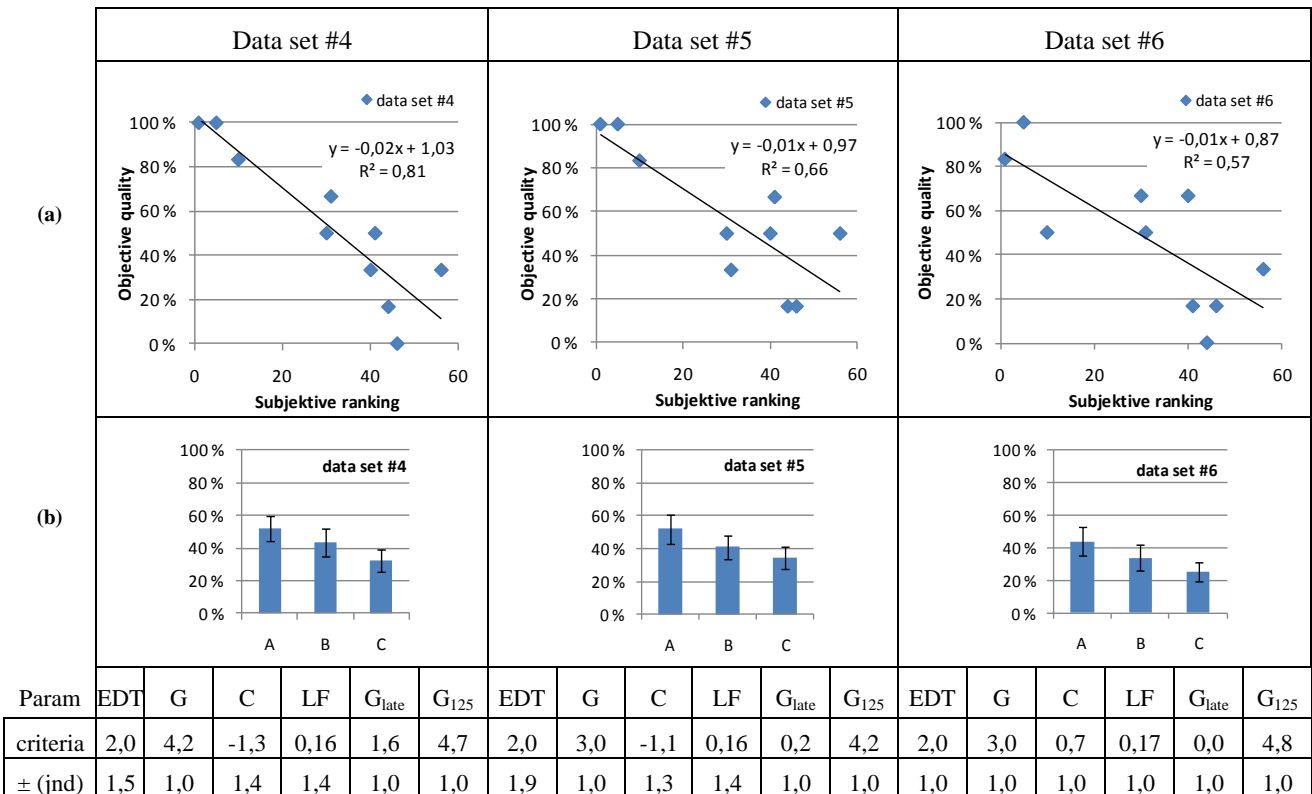 Data set #4 Data set #5 Data set #6
(a)
data set #4
y = -0,02x + 1,03
R² = 0,81
Objective quality
100 %
80 %
60 %
40 %
20 %
0 %
0 20 40 60
Subjektive ranking
data set #5
y = -0,01x + 0,97
R² = 0,66
Objective quality
100 %
80 %
60 %
40 %
20 %
0 %
0 20 40 60
Subjektive ranking
data set #6
y = -0,01x + 0,87
R² = 0,57
Objective quality
100 %
80 %
60 %
40 %
20 %
0 %
0 20 40 60
Subjektive ranking
(b)
data set #4
100 %
80 %
60 %
40 %
20 %
0 %
A B C
data set #5
100 %
80 %
60 %
40 %
20 %
0 %
A B C
data set #6
100 %
80 %
60 %
40 %
20 %
0 %
A B C
Param EDT G C LF Glate G125 EDT G C LF Glate G125 EDT G C LF Glate G125
criteria 2,0 4,2 -1,3 0,16 1,6 4,7 2,0 3,0 -1,1 0,16 0,2 4,2 2,0 3,0 0,7 0,17 0,0 4,8
± (jnd) 1,5 1,0 1,4 1,4 1,0 1,0 1,9 1,0 1,3 1,4 1,0 1,0 1,0 1,0 1,0 1,0 1,0 1,0